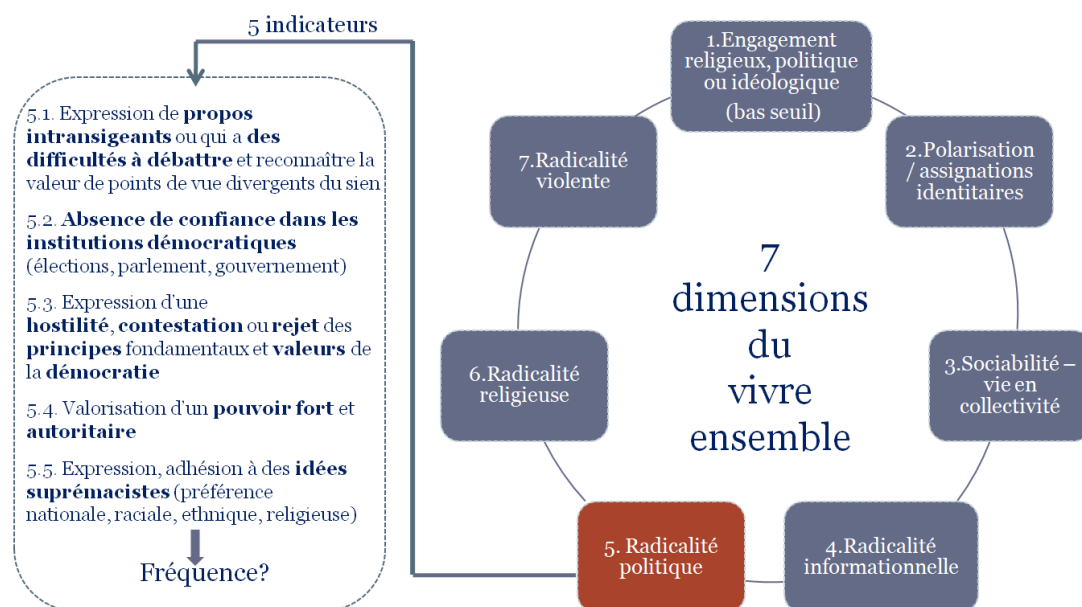 5 indicateurs
5.1. Expression de propos
intransigeants ou qui a des
difficultés à débattre et reconnaître la
valeur de points de vue divergents du sien
5.2. Absence de confiance dans les
institutions démocratiques
(élections, parlement, gouvernement)
5.3. Expression d'une
hostilité, contestation ou rejet des
principes fondamentaux et valeurs de
la démocratie
5.4. Valorisation d'un pouvoir fort et
autoritaire
5.5. Expression, adhésion à des idées
suprémacistes (préférence
nationale, raciale, ethnique, religieuse)
Fréquence?
1.Engagement
religieux, politique
ou idéologique
(bas seuil)
2.Polarisation
/ assignations
identitaires
3.Sociabilité –
vie en
collectivité
4.Radicalité
informationnelle
5. Radicalité
politique
6.Radicalité
religieuse
7.Radicalité
violente
7
dimensions
du
vivre
ensemble